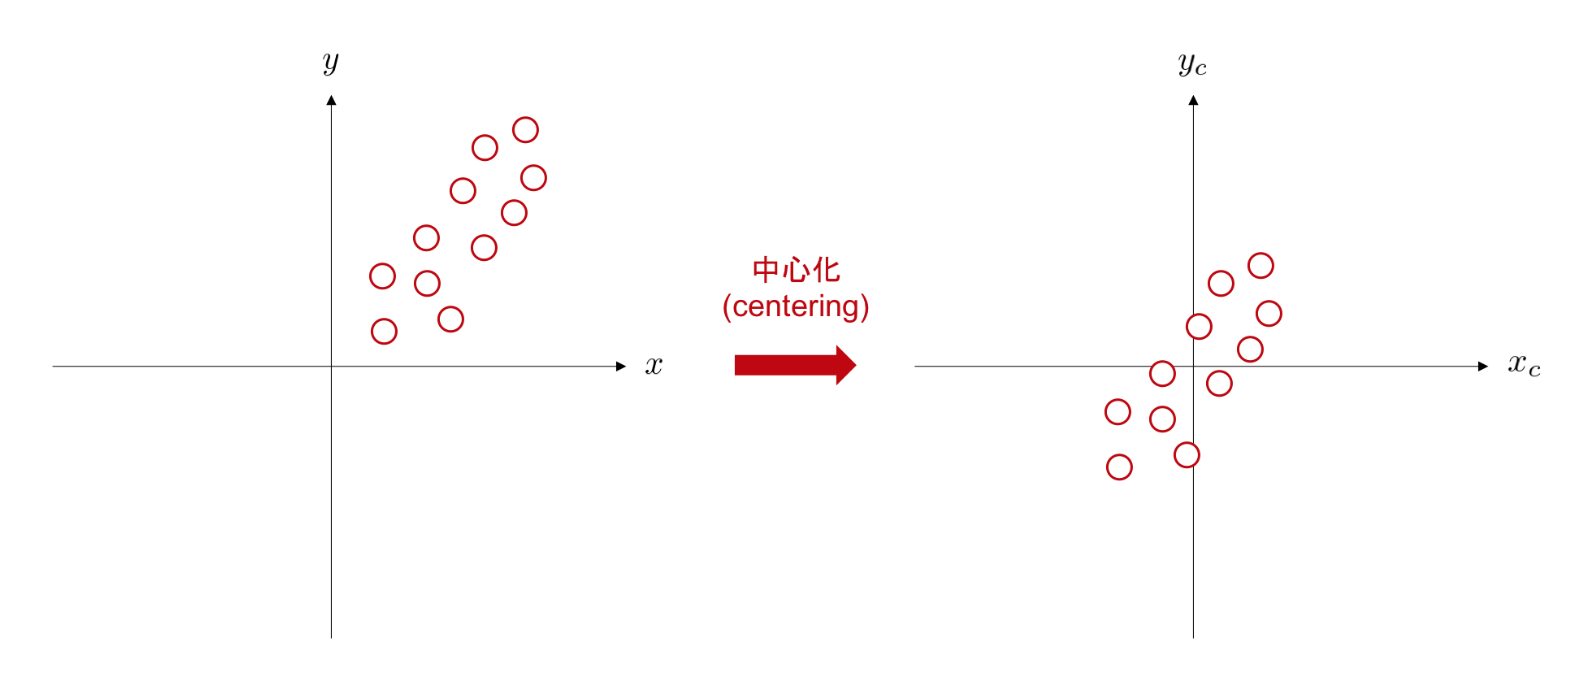 y
x
中心化
(centering)
y_c
x_c